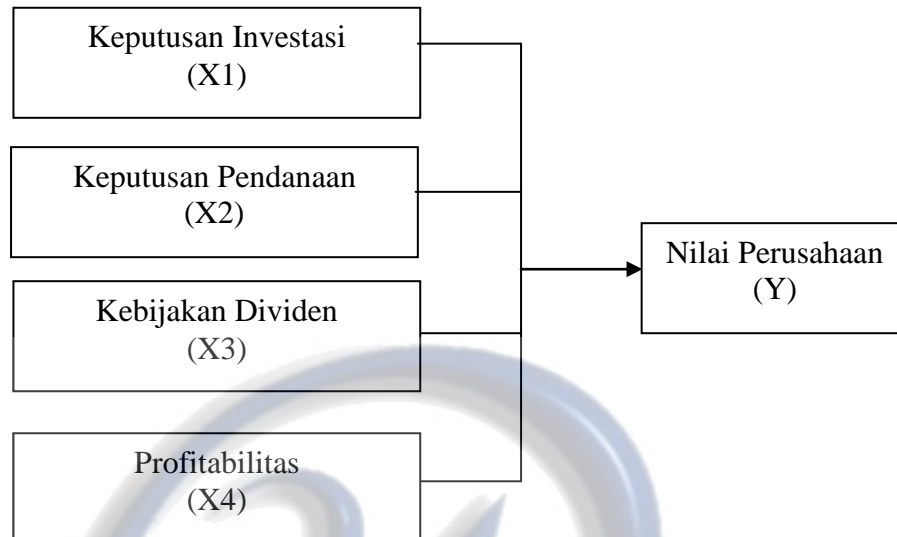 Keputusan Investasi
(X1)
Keputusan Pendanaan
(X2)
Kebijakan Dividen
(X3)
Profitabilitas
(X4)
Nilai Perusahaan
(Y)